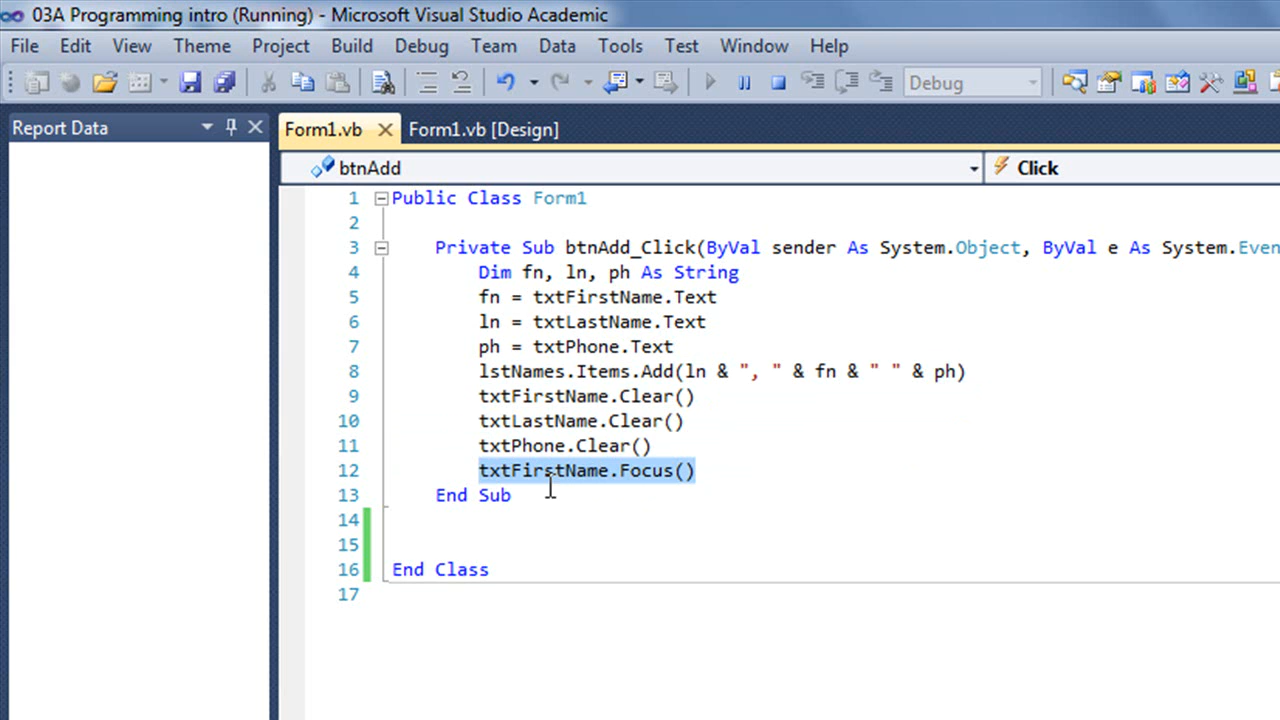 03A Programming intro (Running) - Microsoft Visual Studio Academic
File Edit View Theme Project Build Debug Team Data Tools Test Window Help
Debug
Report Data
Form1.vb Form1.vb [Design]
btnAdd Click
1 Public Class Form1
2
3 Private Sub btnAdd_Click(ByVal sender As System.Object, ByVal e As System.Even
4 Dim fn, ln, ph As String
5 fn = txtFirstName.Text
6 ln = txtLastName.Text
7 ph = txtPhone.Text
8 lstNames.Items.Add(ln & ", " & fn & " " & ph)
9 txtFirstName.Clear()
10 txtLastName.Clear()
11 txtPhone.Clear()
12 txtFirstName.Focus()
13 End Sub
14
15
16 End Class
17